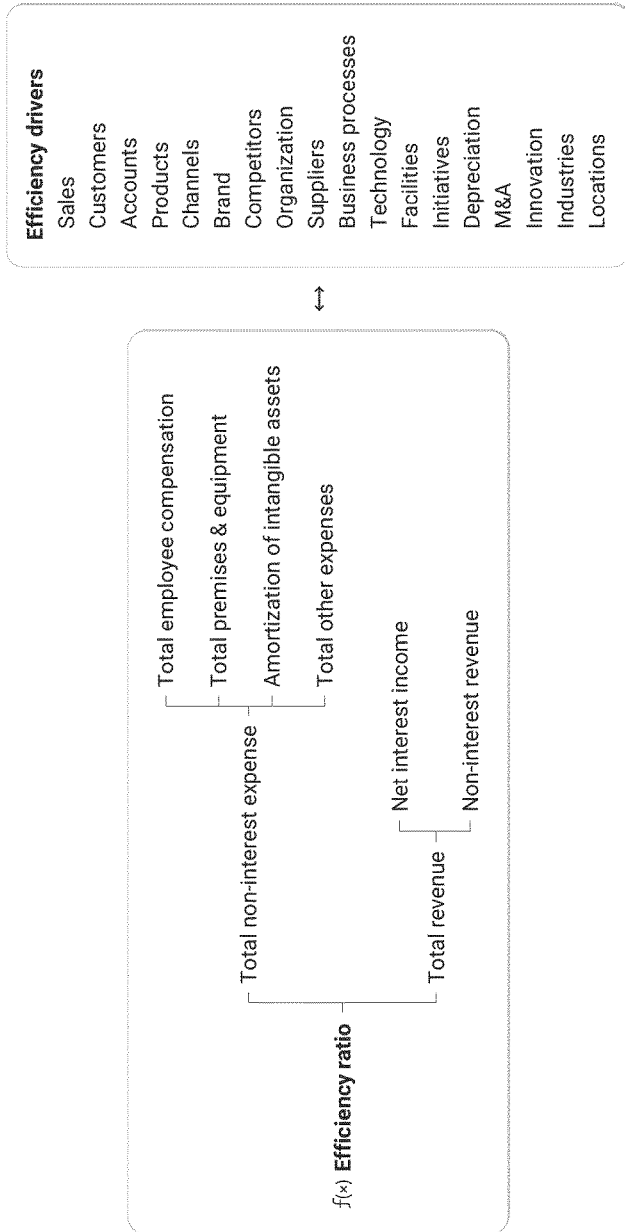 f(x) Efficiency ratio
Total non-interest expense
Total employee compensation
Total premises & equipment
Amortization of intangible assets
Total other expenses
Total revenue
Net interest income
Non-interest revenue
↔
Efficiency drivers
Sales
Customers
Accounts
Products
Channels
Brand
Competitors
Organization
Suppliers
Business processes
Technology
Facilities
Initiatives
Depreciation
M&A
Innovation
Industries
Locations